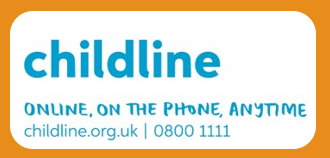 childline
ONLINE, ON THE PHONE, ANYTIME
childline.org.uk | 0800 1111